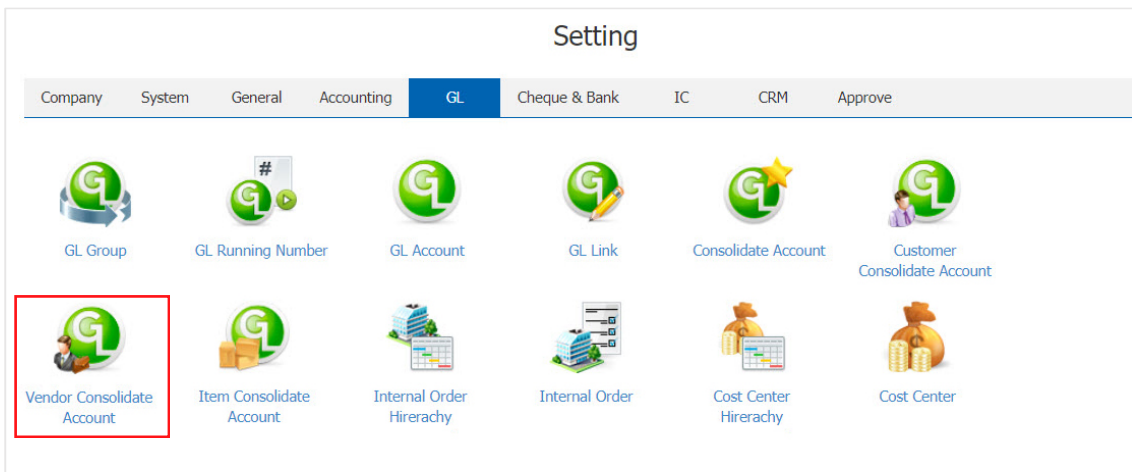 Setting
Company System General Accounting GL Cheque & Bank IC CRM Approve
#
GL Group GL Running Number GL Account GL Link Consolidate Account Customer
Consolidate Account
Vendor Consolidate Item Consolidate Internal Order Internal Order Cost Center Cost Center
Account Account Hirerachy Hirerachy